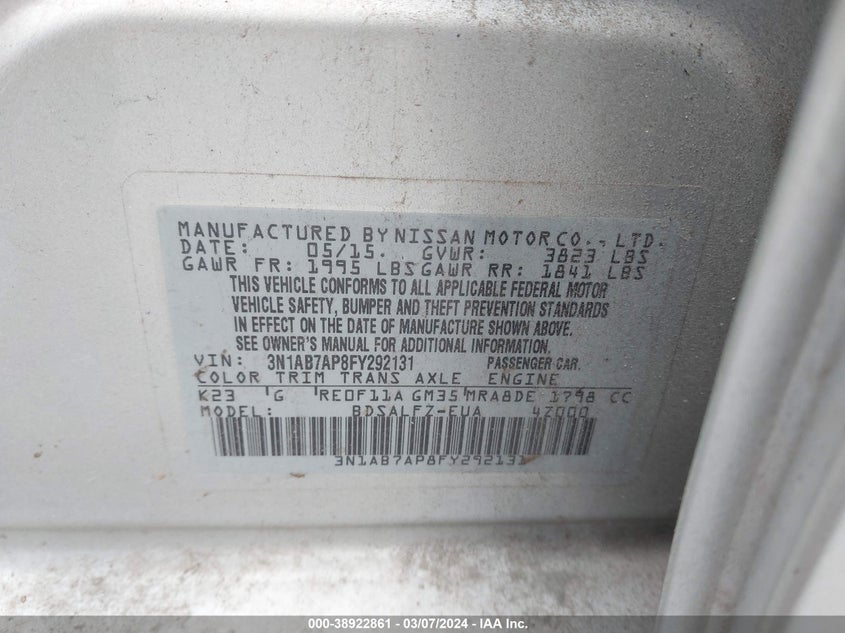 MANUFACTURED BY NISSAN MOTOR CO., LTD.
DATE: 05/15. GVWR: 3823 LBS
GAWR FR: 1995 LBS GAWR RR: 1841 LBS
THIS VEHICLE CONFORMS TO ALL APPLICABLE FEDERAL MOTOR
VEHICLE SAFETY, BUMPER AND THEFT PREVENTION STANDARDS
IN EFFECT ON THE DATE OF MANUFACTURE SHOWN ABOVE.
SEE OWNER'S MANUAL FOR ADDITIONAL INFORMATION.
VIN: 3N1AB7AP8FY292131 PASSENGER CAR.
COLOR TRIM TRANS AXLE ENGINE
K23 G RE0F11A GM35 MRA8DE 1798 CC
MODEL: BDSALFZ-EUA 4Z000
3N1AB7AP8FY292131
000-38922861 - 03/07/2024 - IAA Inc.